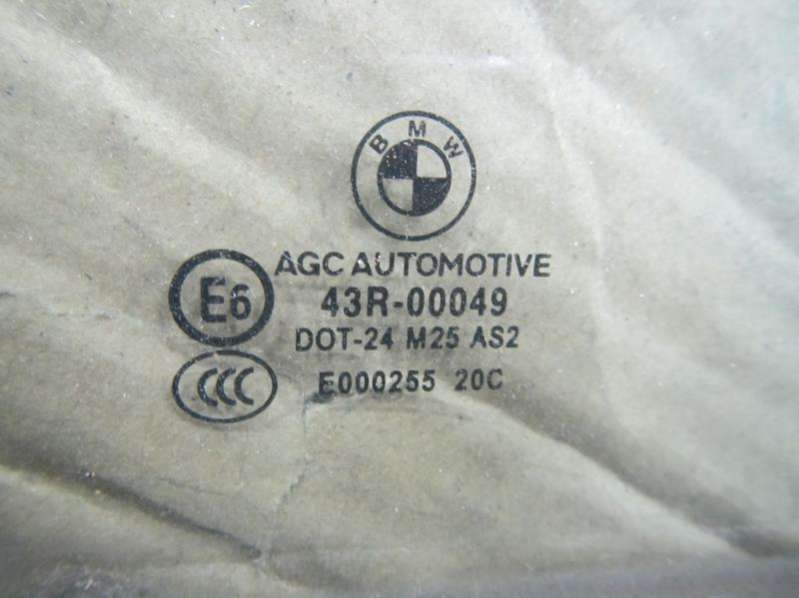 BMW
AGC AUTOMOTIVE
E6 43R-00049
DOT-24 M25 AS2
CCC E000255 20C